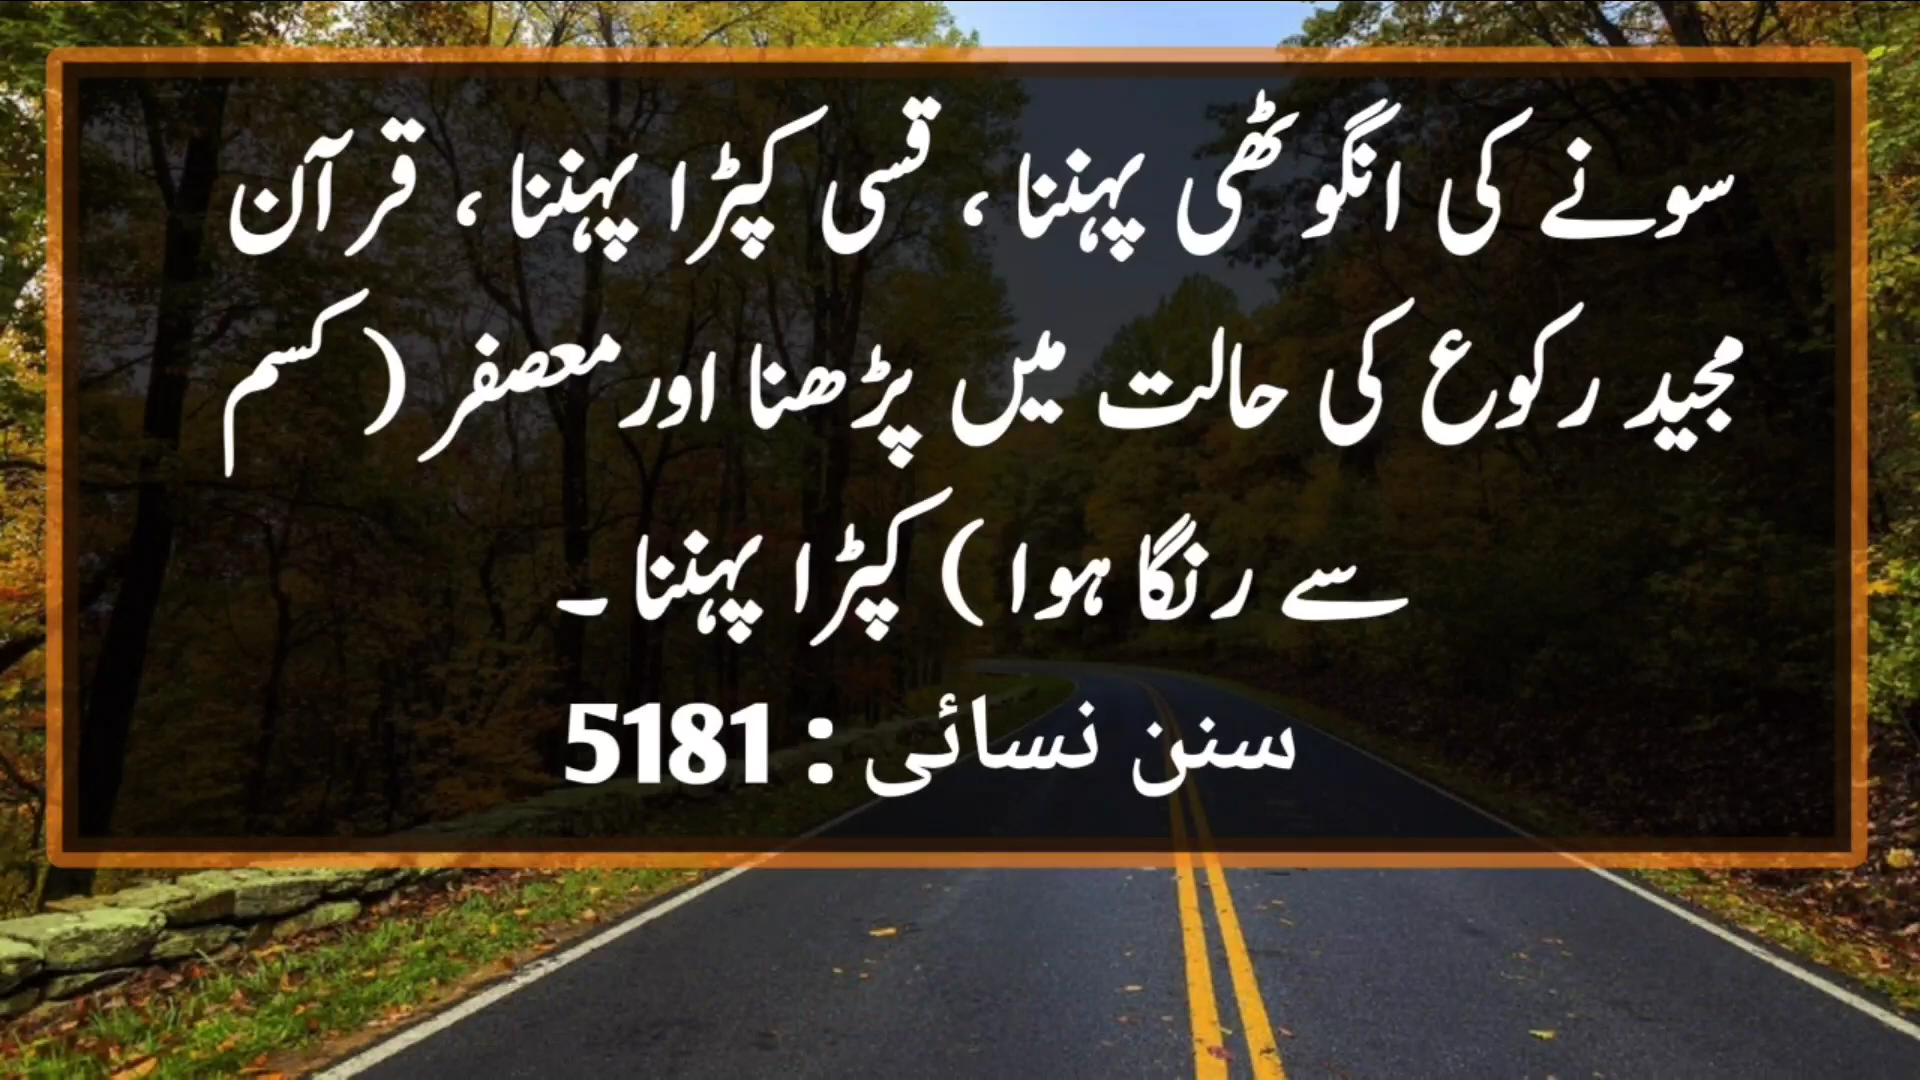 سونے کی انگوٹھی پہننا ، قسی کپڑا پہننا ، قرآن
مجید رکوع کی حالت میں پڑھنا اور معصفر ( کسم
سے رنگا ہوا ) کپڑا پہننا ۔
سنن نسائی : 5181